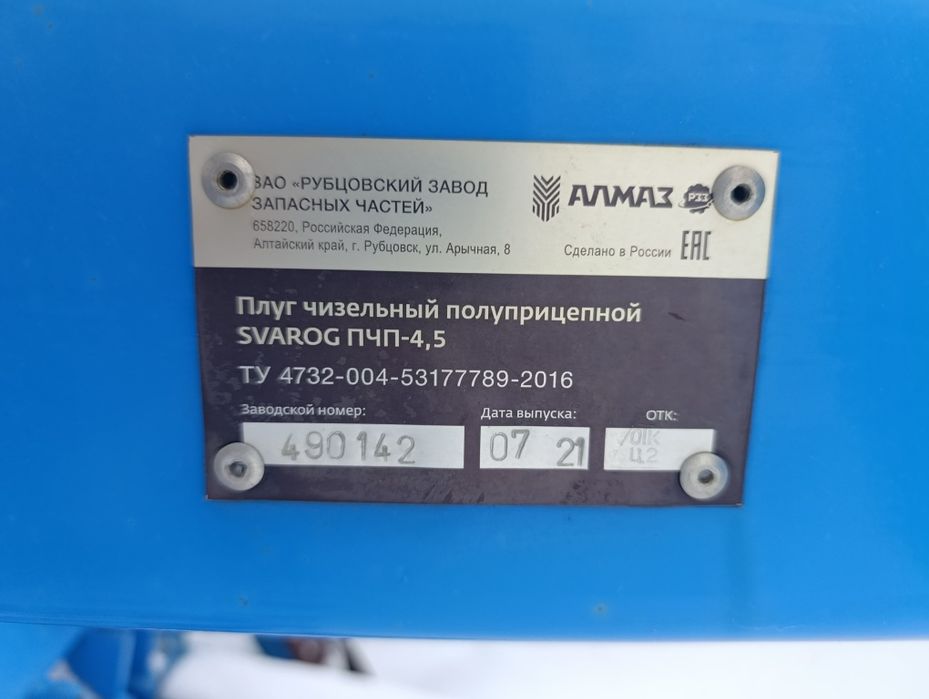 ЗАО «РУБЦОВСКИЙ ЗАВОД
ЗАПАСНЫХ ЧАСТЕЙ»
658220, Российская Федерация,
Алтайский край, г. Рубцовск, ул. Арычная, 8
АЛМАЗ РЗЗ
Сделано в России ЕАС
Плуг чизельный полуприцепной
SVAROG ПЧП-4,5
ТУ 4732-004-53177789-2016
Заводской номер: Дата выпуска: ОТК:
490142 07 21
Ц2